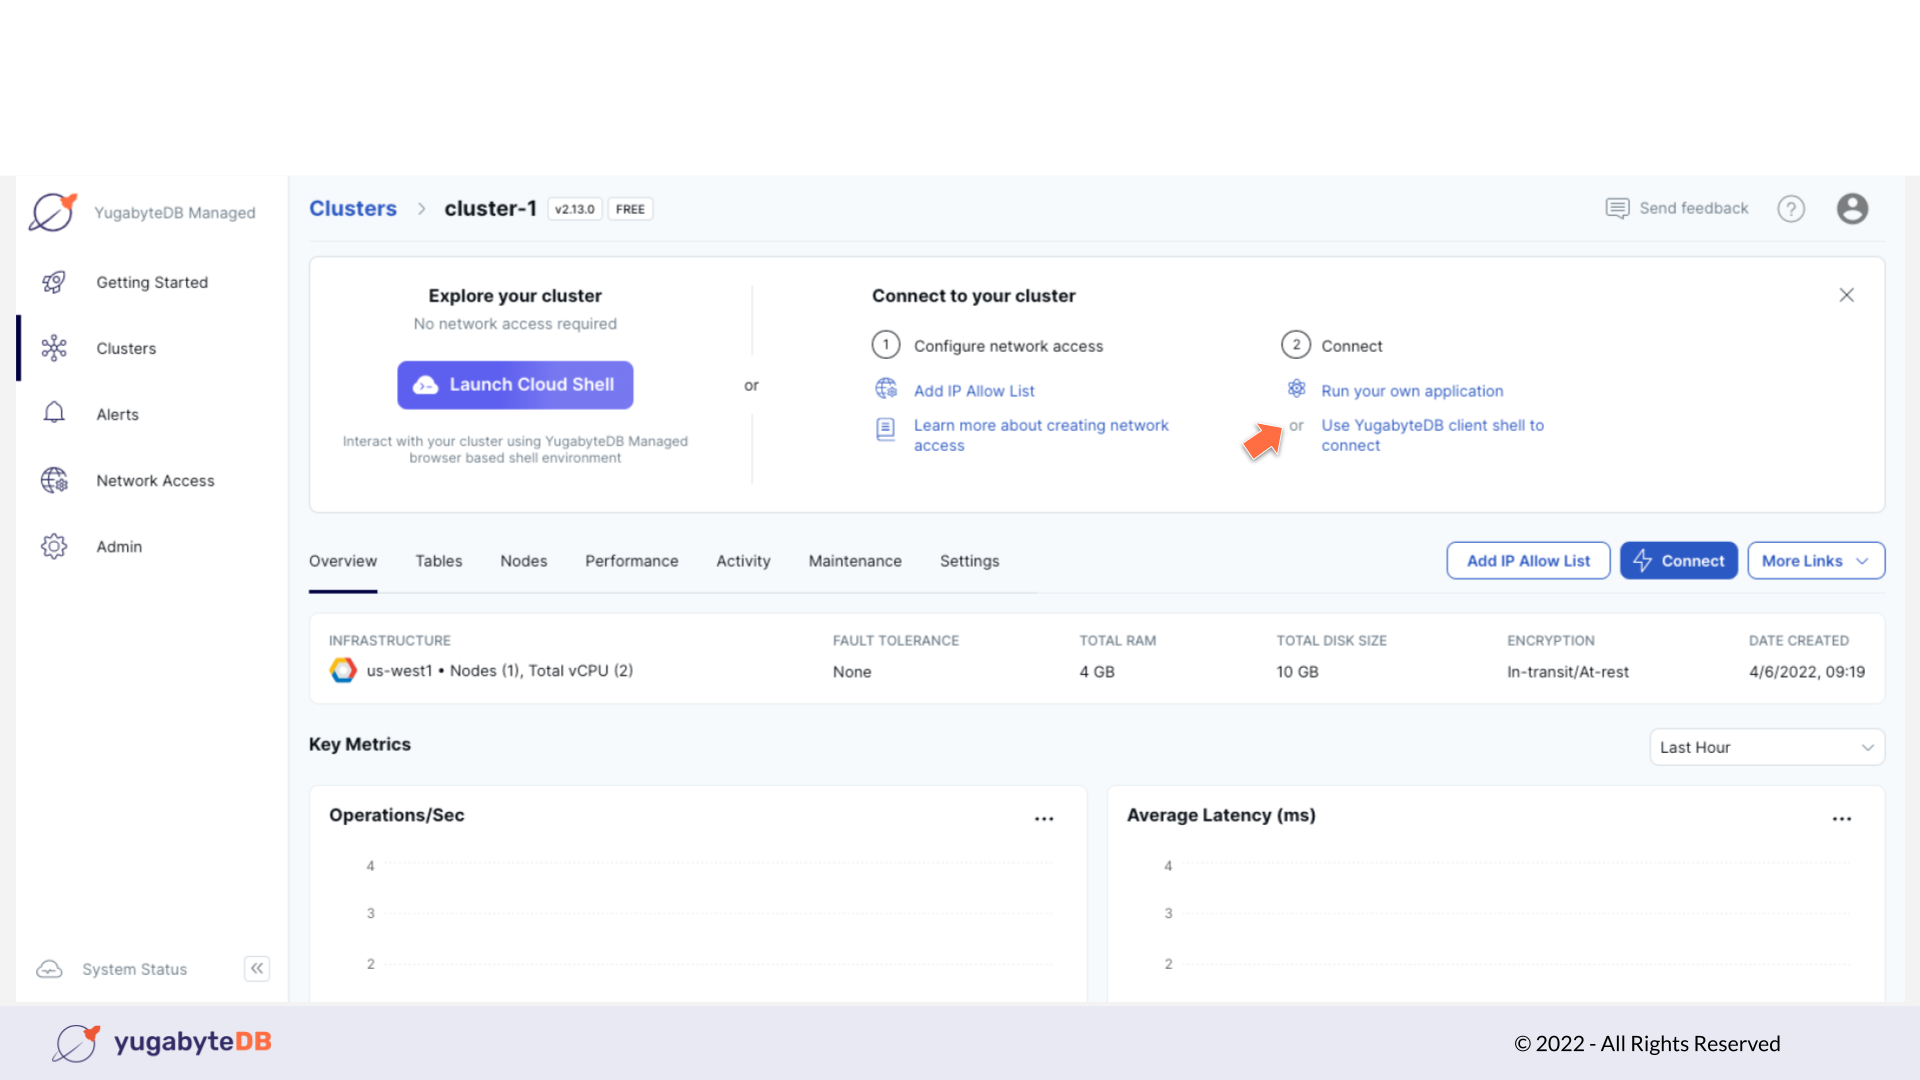 YugabyteDB Managed
Getting Started
Clusters
Alerts
Network Access
Admin
System Status
Clusters > cluster-1 v2.13.0 FREE
Send feedback ?
Explore your cluster
No network access required
Launch Cloud Shell
Interact with your cluster using YugabyteDB Managed
browser based shell environment
or
Connect to your cluster
1 Configure network access
Add IP Allow List
Learn more about creating network
access
2 Connect
Run your own application
or Use YugabyteDB client shell to
connect
Overview Tables Nodes Performance Activity Maintenance Settings
Add IP Allow List Connect More Links
INFRASTRUCTURE FAULT TOLERANCE TOTAL RAM TOTAL DISK SIZE ENCRYPTION DATE CREATED
us-west1 • Nodes (1), Total vCPU (2) None 4 GB 10 GB In-transit/At-rest 4/6/2022, 09:19
Key Metrics
Last Hour
Operations/Sec
4
3
2
Average Latency (ms)
4
3
2
yugabyteDB
© 2022 - All Rights Reserved